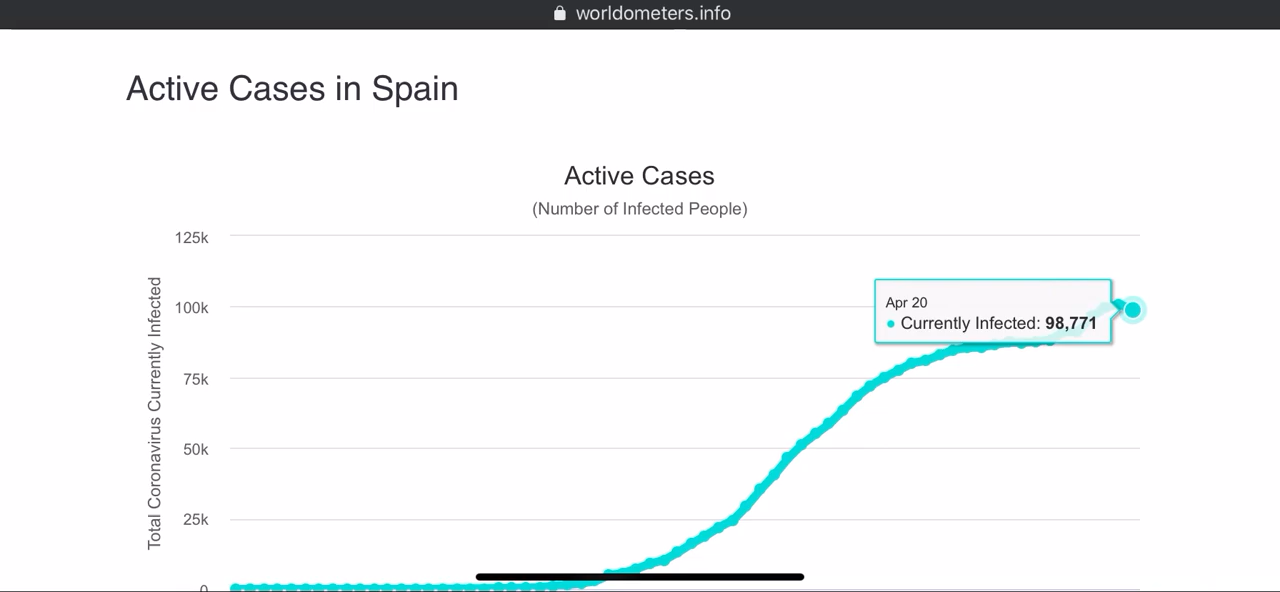 worldometers.info
Active Cases in Spain
Active Cases
(Number of Infected People)
Total Coronavirus Currently Infected
125k
100k
75k
50k
25k
0
Apr 20
Currently Infected: 98,771